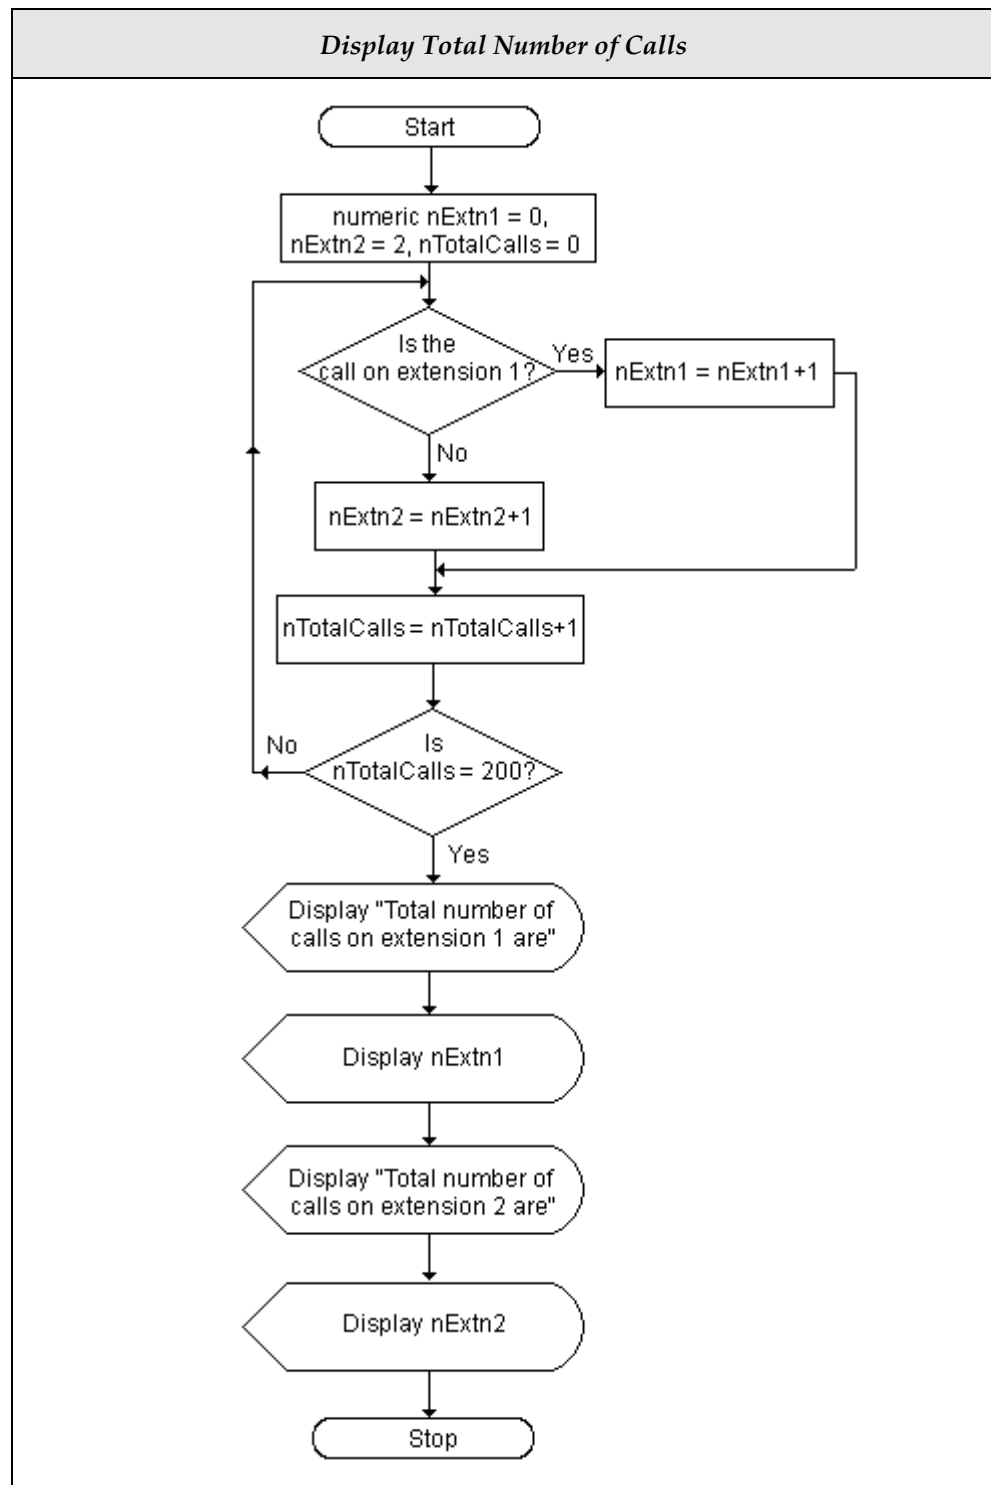 Display Total Number of Calls
Start
numeric nExtn1 = 0,
nExtn2 = 2, nTotalCalls = 0
Is the
call on extension 1?
Yes
nExtn1 = nExtn1+1
No
nExtn2 = nExtn2+1
nTotalCalls = nTotalCalls+1
Is
nTotalCalls = 200?
No
Yes
Display "Total number of
calls on extension 1 are"
Display nExtn1
Display "Total number of
calls on extension 2 are"
Display nExtn2
Stop